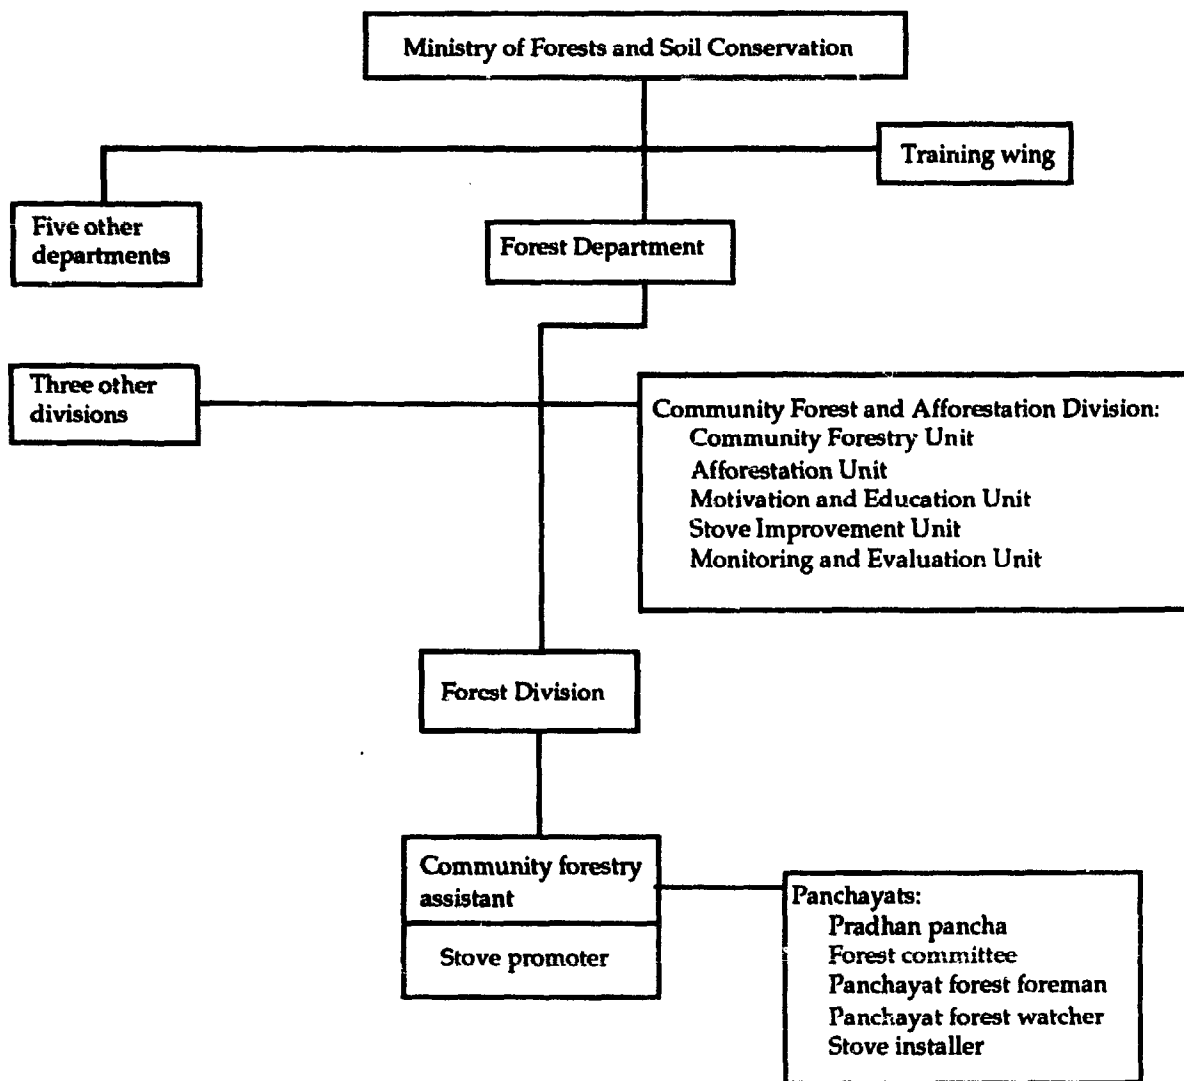 Ministry of Forests and Soil Conservation
Training wing
Five other
departments
Forest Department
Three other
divisions
Community Forest and Afforestation Division:
Community Forestry Unit
Afforestation Unit
Motivation and Education Unit
Stove Improvement Unit
Monitoring and Evaluation Unit
Forest Division
Community forestry
assistant
Stove promoter
Panchayats:
Pradhan pancha
Forest committee
Panchayat forest foreman
Panchayat forest watcher
Stove installer